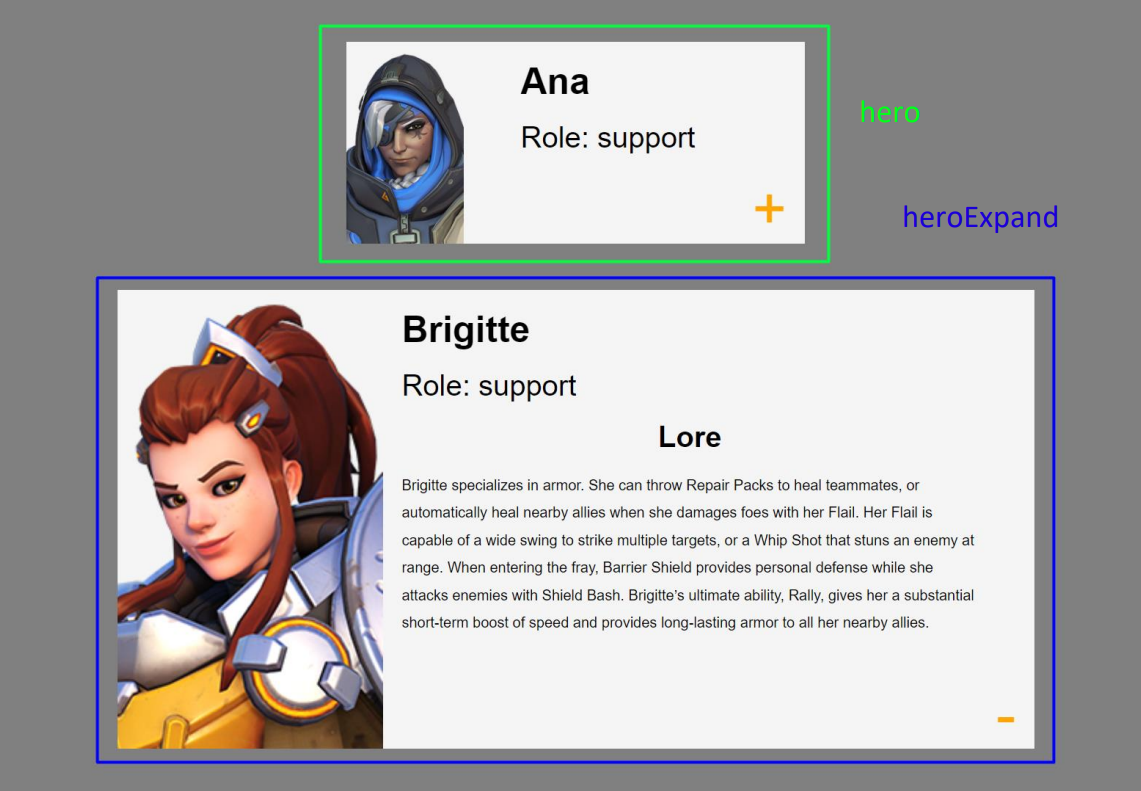 Ana
Role: support
+
hero
heroExpand
Brigitte
Role: support
Lore
Brigitte specializes in armor. She can throw Repair Packs to heal teammates, or
automatically heal nearby allies when she damages foes with her Flail. Her Flail is
capable of a wide swing to strike multiple targets, or a Whip Shot that stuns an enemy at
range. When entering the fray, Barrier Shield provides personal defense while she
attacks enemies with Shield Bash. Brigitte’s ultimate ability, Rally, gives her a substantial
short-term boost of speed and provides long-lasting armor to all her nearby allies.
-